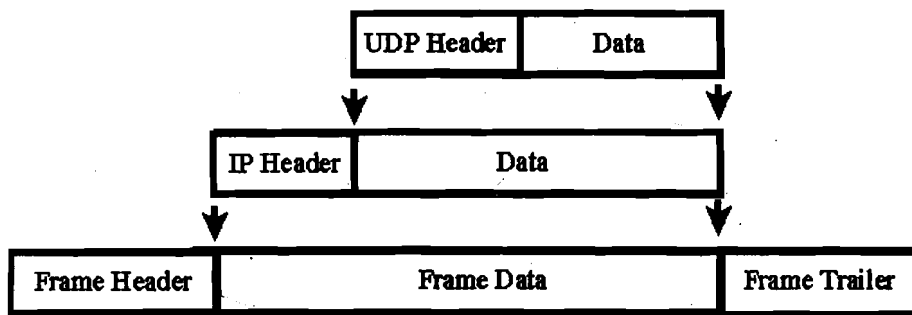 UDP Header Data
IP Header Data
Frame Header Frame Data Frame Trailer